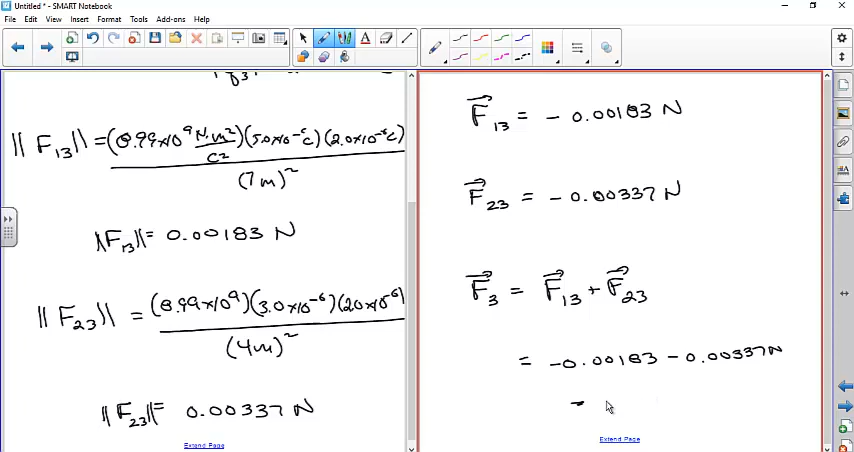 Untitled * - SMART Notebook
File Edit View Insert Format Tools Add-ons Help
|| F₁₃ || = (8.99×10⁹ N·m²/C²)(5.0×10⁻⁶C)(2.0×10⁻⁶C)
(7m)²
||F₁₃|| = 0.00183 N
|| F₂₃ || = (8.99×10⁹)(3.0×10⁻⁶)(2.0×10⁻⁶)
(4m)²
||F₂₃|| = 0.00337 N
Extend Page
F⃗₁₃ = - 0.00183 N
F⃗₂₃ = - 0.00337 N
F⃗₃ = F⃗₁₃ + F⃗₂₃
= -0.00183 - 0.00337N
=
Extend Page